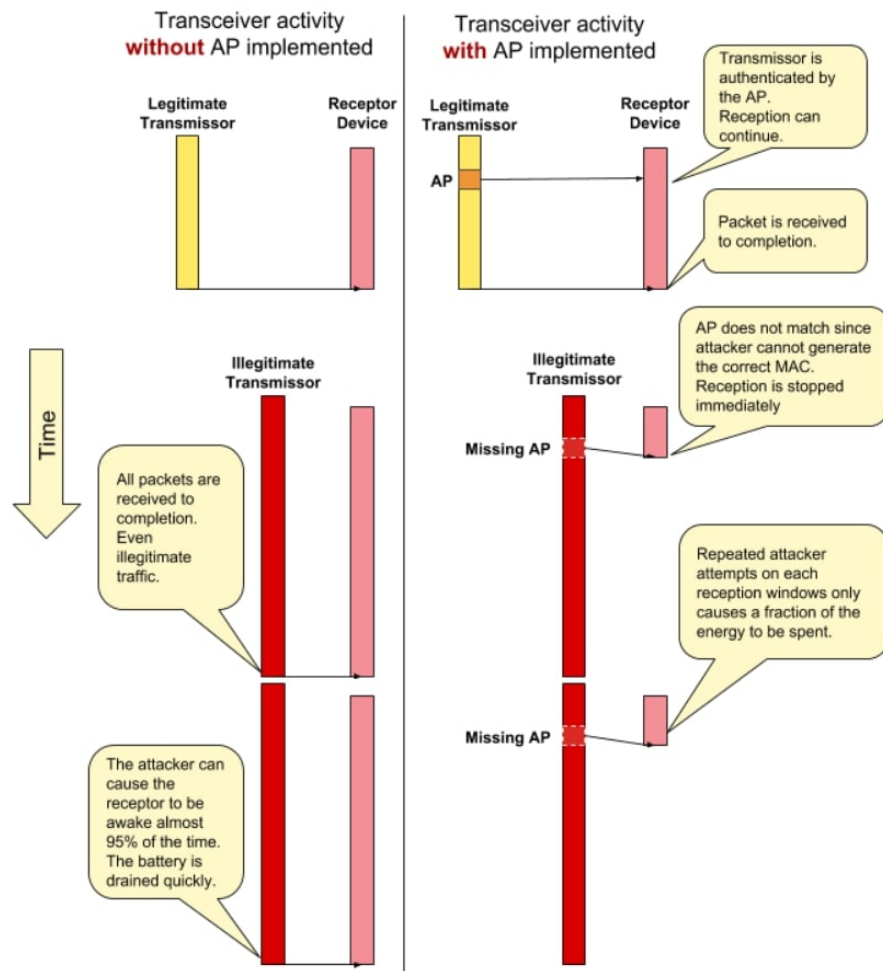 Transceiver activity
without AP implemented
Transceiver activity
with AP implemented
Legitimate
Transmissor
Receptor
Device
Legitimate
Transmissor
Receptor
Device
AP
Transmissor is
authenticated by
the AP.
Reception can
continue.
Packet is received
to completion.
Time
Illegitimate
Transmissor
Illegitimate
Transmissor
AP does not match since
attacker cannot generate
the correct MAC.
Reception is stopped
immediately
Missing AP
All packets are
received to
completion.
Even
illegitimate
traffic.
Repeated attacker
attempts on each
reception windows only
causes a fraction of the
energy to be spent.
Missing AP
The attacker can
cause the
receptor to be
awake almost
95% of the time.
The battery is
drained quickly.